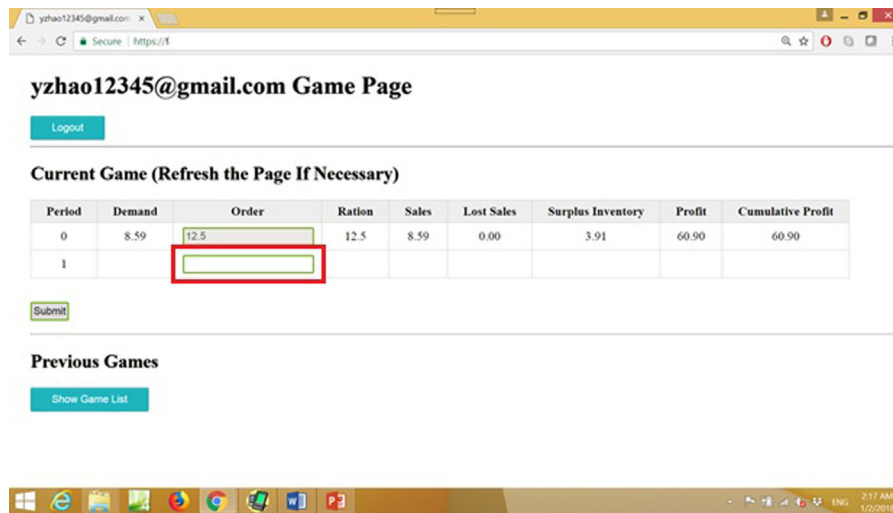 yzhao12345@gmail.com
Secure https://f
yzhao12345@gmail.com Game Page
Logout
Current Game (Refresh the Page If Necessary)
Period Demand Order Ration Sales Lost Sales Surplus Inventory Profit Cumulative Profit
0 8.59 12.5 12.5 8.59 0.00 3.91 60.90 60.90
1
Submit
Previous Games
Show Game List
ENG 2:17 AM